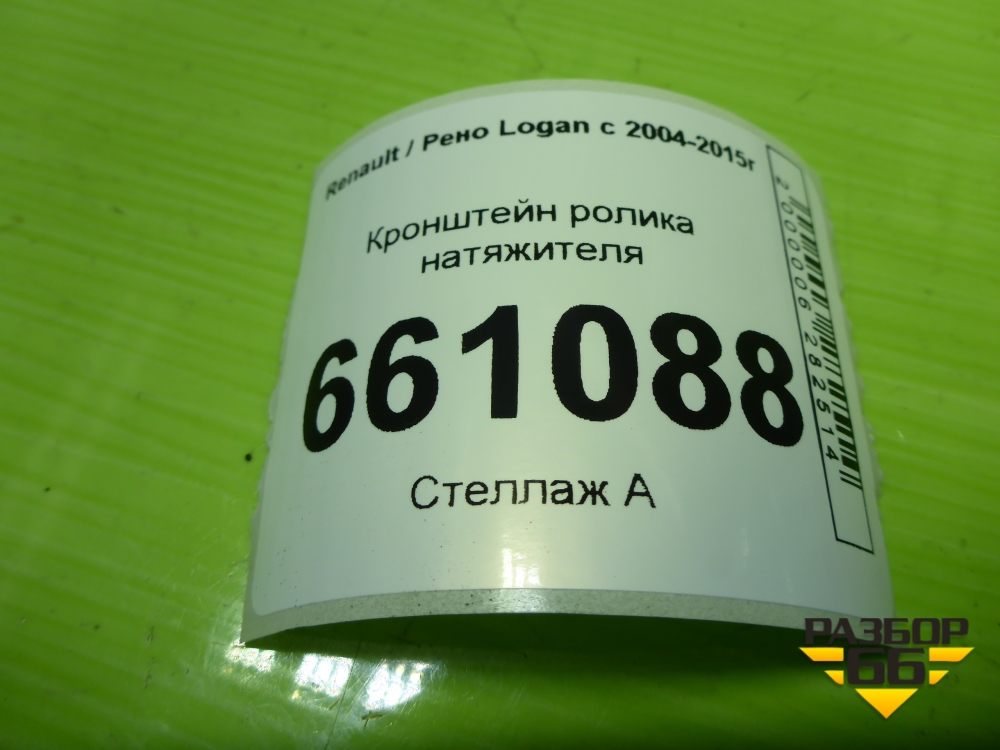 Renault / Рено Logan с 2004-2015г
Кронштейн ролика
натяжителя
661088
Стеллаж А
2000006282514
РАЗБОР
66